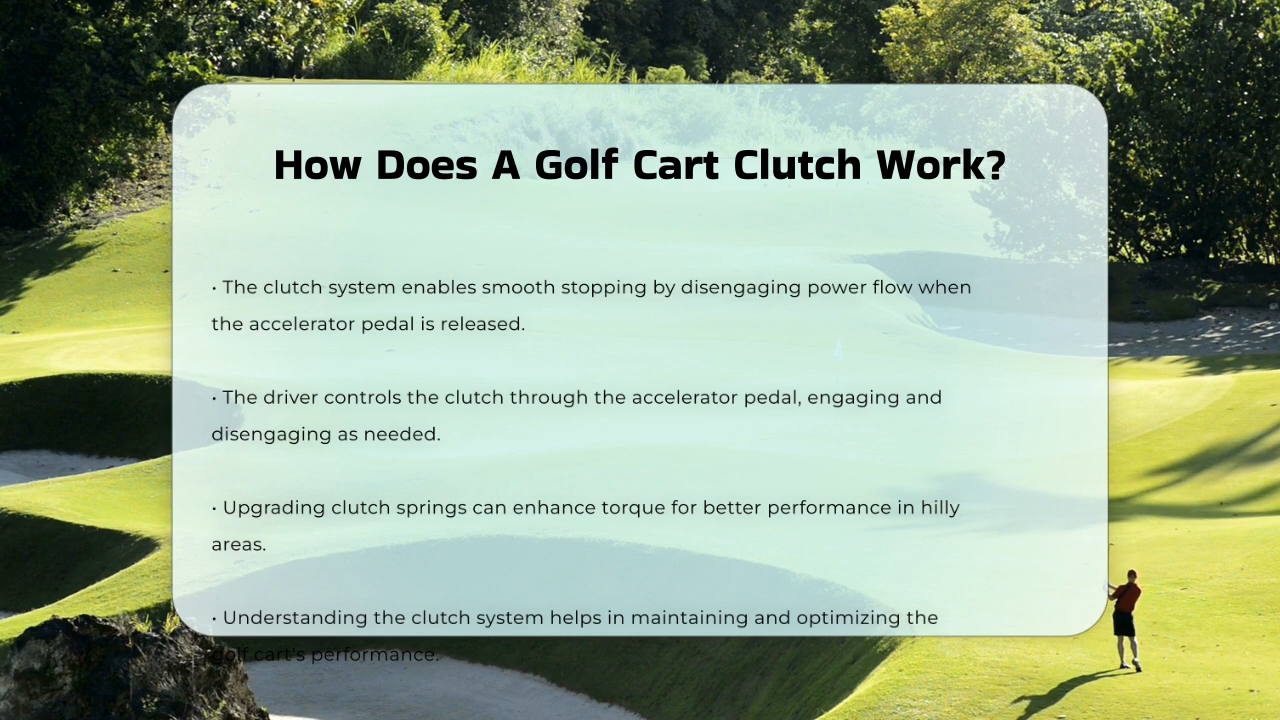 How Does A Golf Cart Clutch Work?
• The clutch system enables smooth stopping by disengaging power flow when
the accelerator pedal is released.
• The driver controls the clutch through the accelerator pedal, engaging and
disengaging as needed.
• Upgrading clutch springs can enhance torque for better performance in hilly
areas.
• Understanding the clutch system helps in maintaining and optimizing the
golf cart's performance.